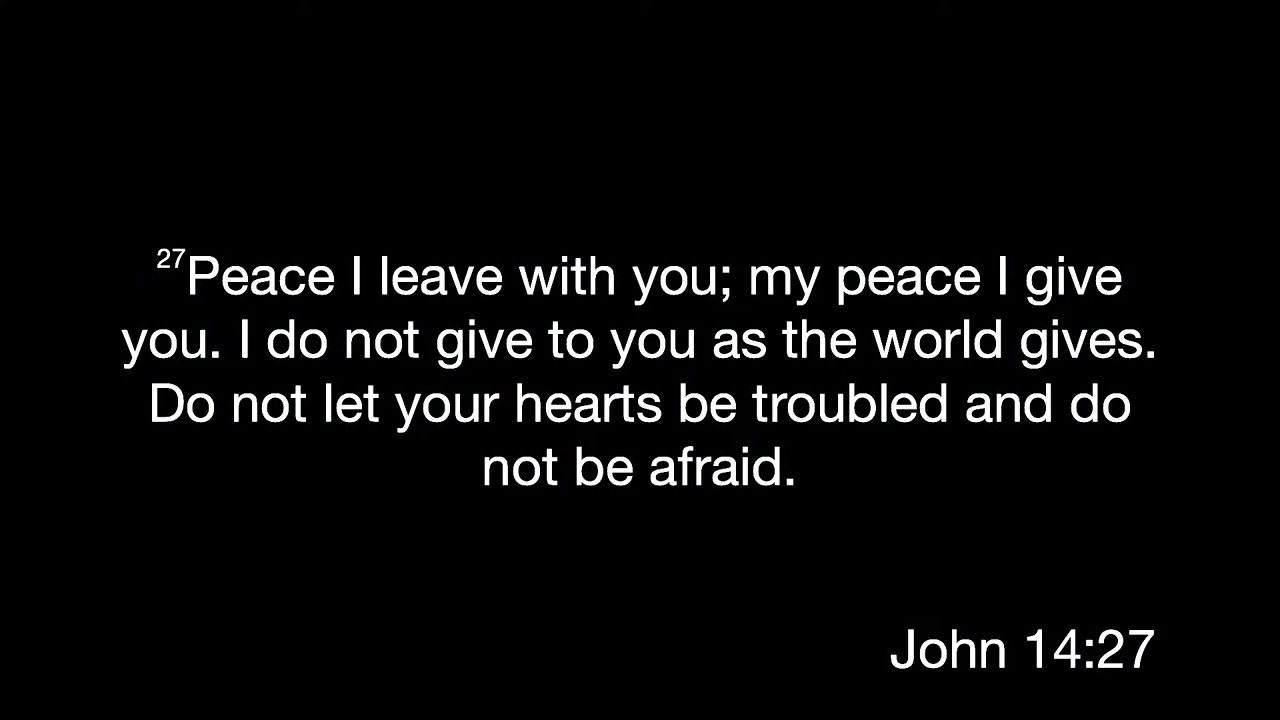 27Peace I leave with you; my peace I give
you. I do not give to you as the world gives.
Do not let your hearts be troubled and do
not be afraid.
John 14:27